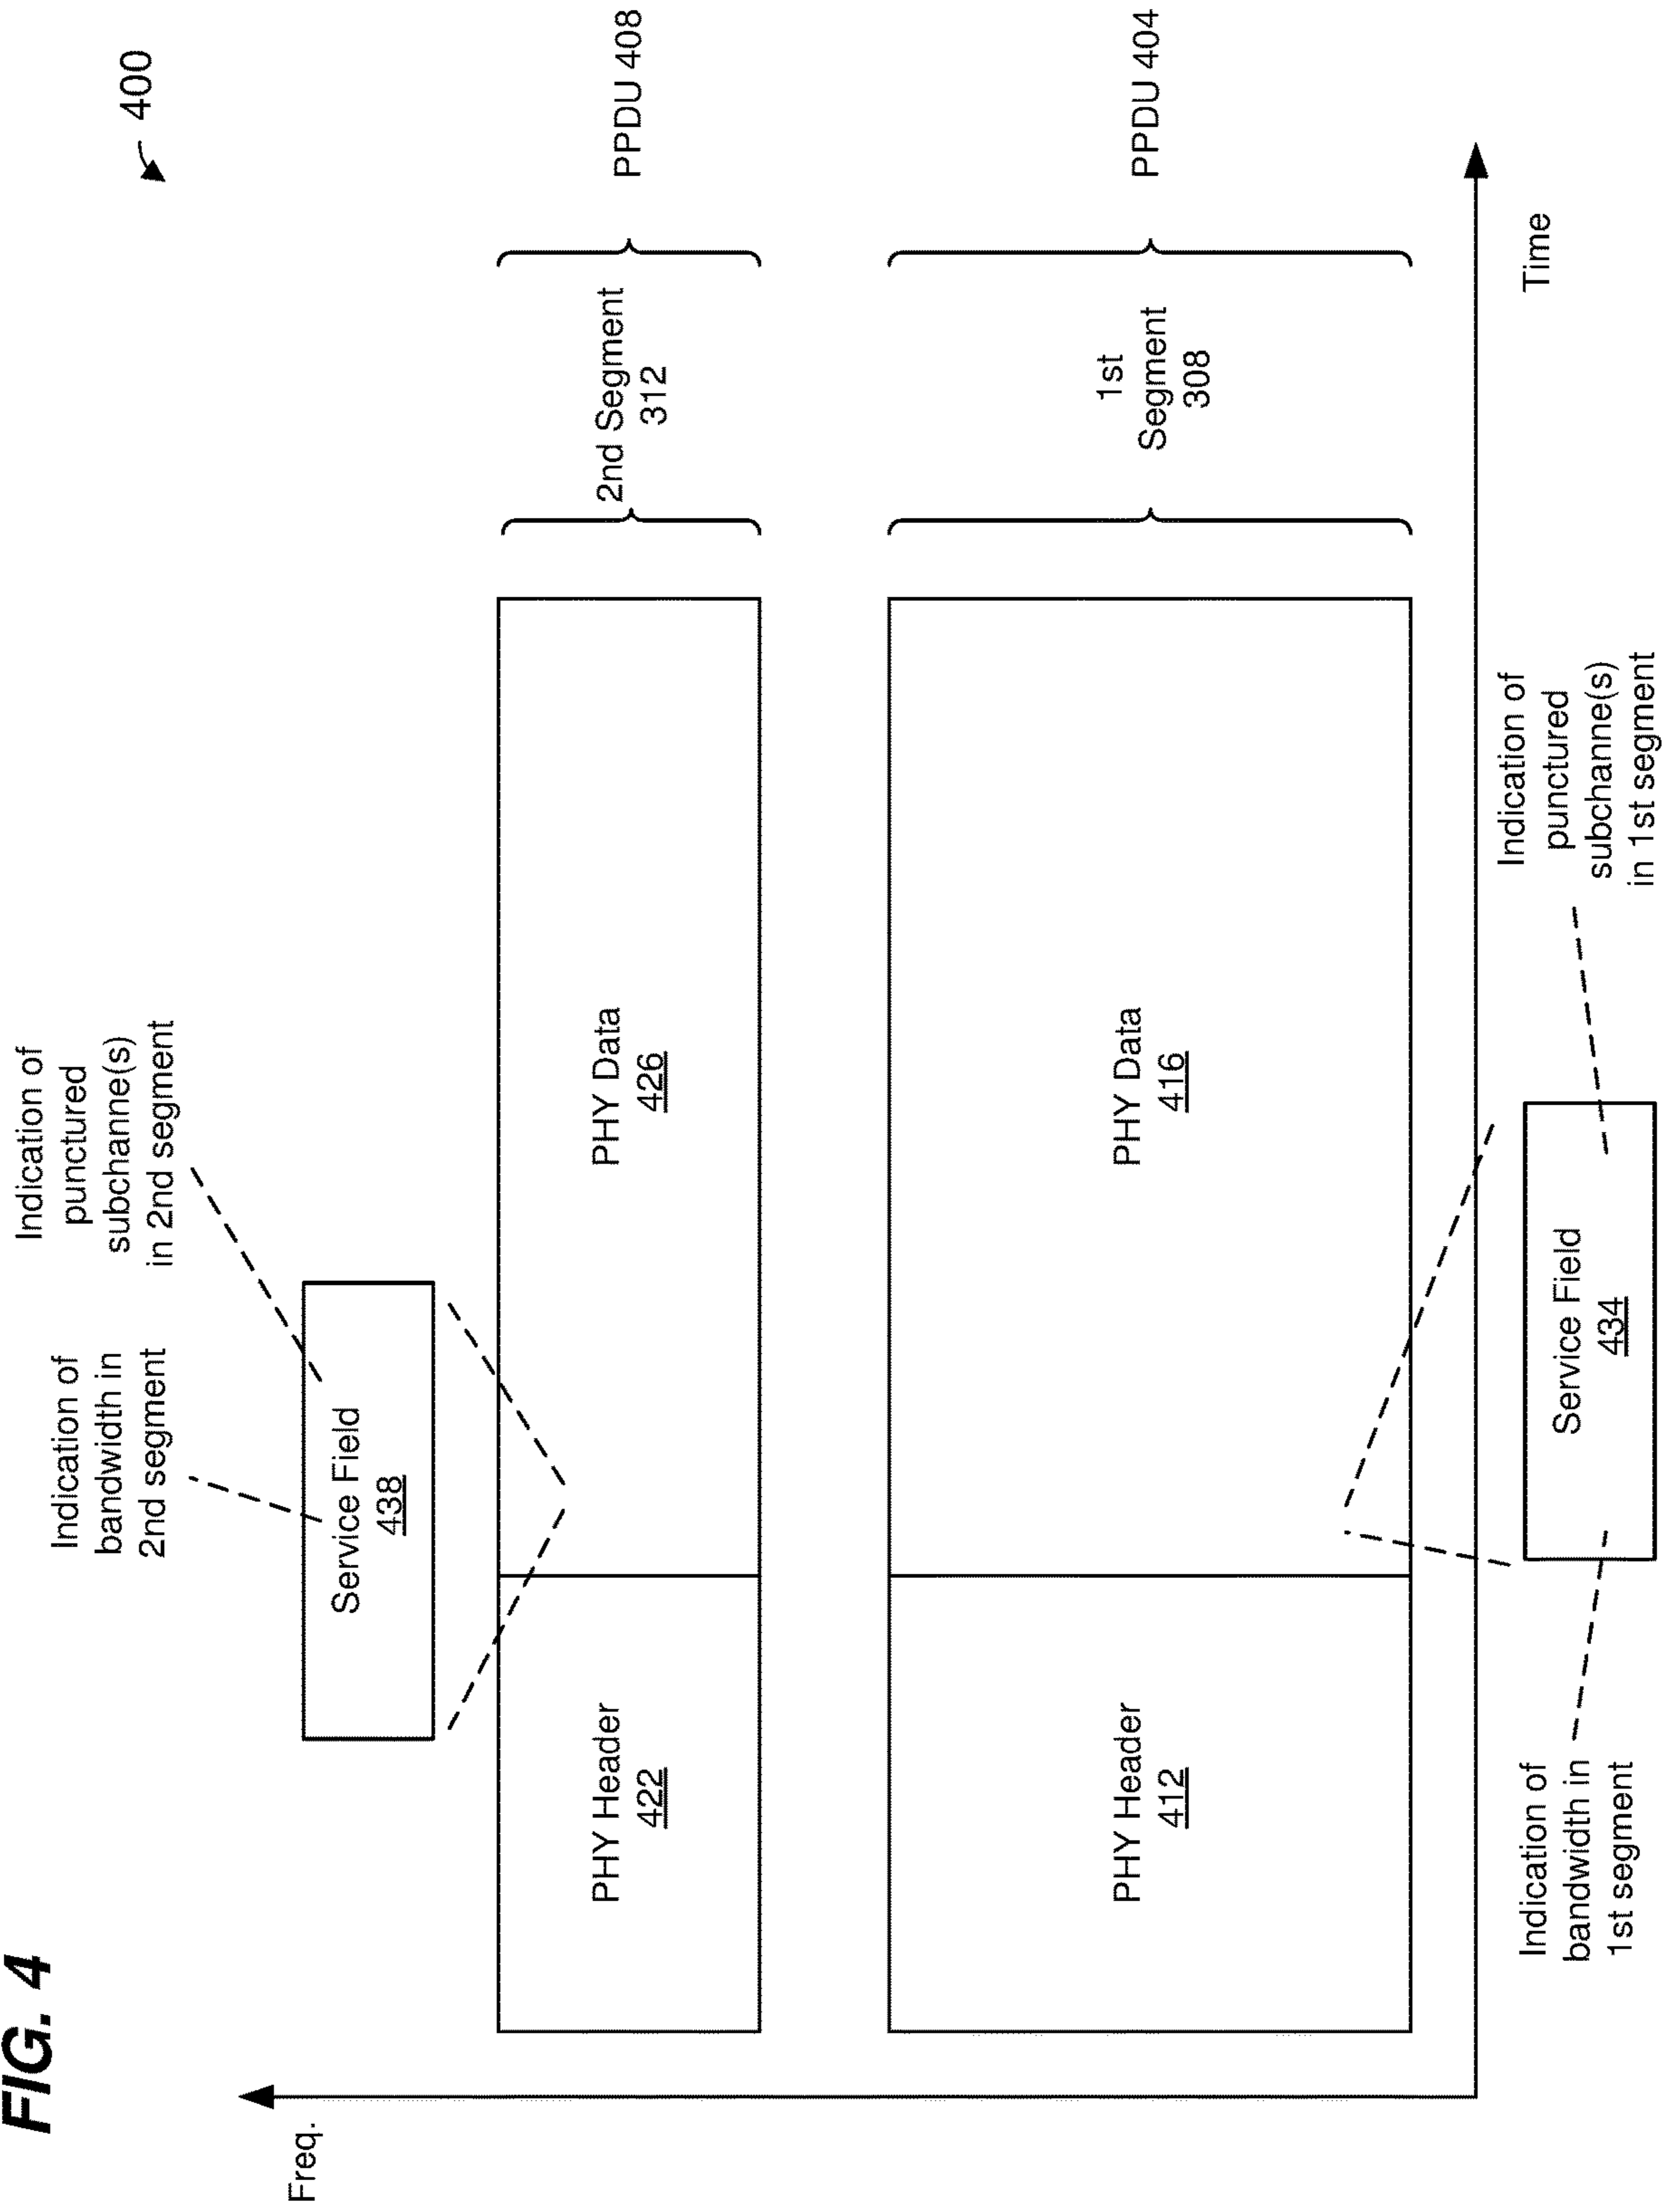 FIG. 4
400
Indication of
bandwidth in
2nd segment
Indication of
punctured
subchanne(s)
in 2nd segment
Service Field
438
Freq.
PHY Header
422
PHY Data
426
2nd Segment
312
PPDU 408
PHY Header
412
PHY Data
416
1st
Segment
308
PPDU 404
Time
Service Field
434
Indication of
bandwidth in
1st segment
Indication of
punctured
subchanne(s)
in 1st segment